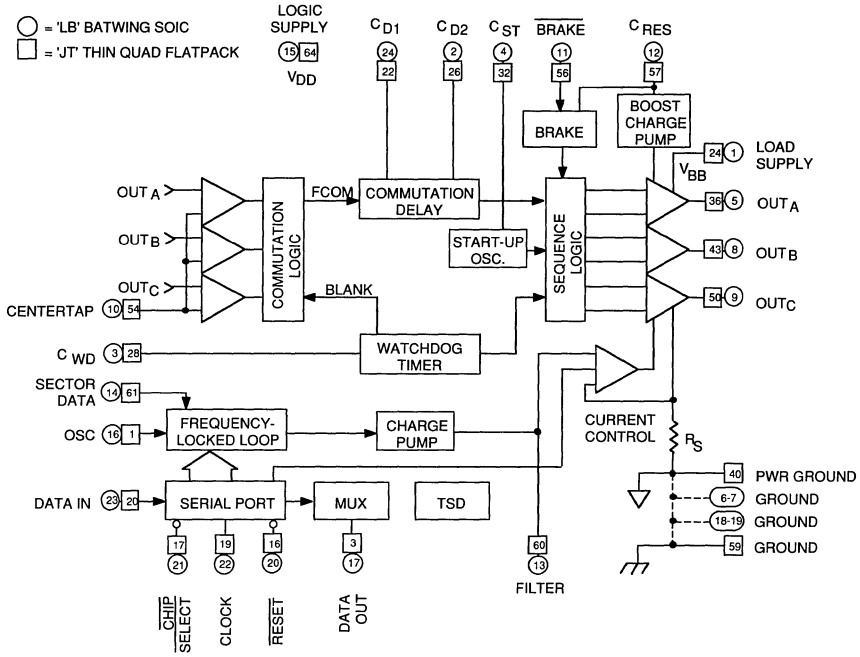 = 'LB' BATWING SOIC
= 'JT' THIN QUAD FLATPACK
LOGIC
SUPPLY
15 64
VDD
CD1
24
22
CD2
2
26
CST
4
32
BRAKE
11
56
CRES
12
57
BRAKE
BOOST
CHARGE
PUMP
VBB
24 1
LOAD
SUPPLY
OUTA
OUTB
OUTC
CENTERTAP 10 54
COMMUTATION
LOGIC
FCOM
COMMUTATION
DELAY
START-UP
OSC.
SEQUENCE
LOGIC
36 5 OUTA
43 8 OUTB
50 9 OUTC
BLANK
CWD 3 28
WATCHDOG
TIMER
SECTOR
DATA
14 61
OSC 16 1
FREQUENCY-
LOCKED LOOP
CHARGE
PUMP
CURRENT
CONTROL
RS
DATA IN 23 20
SERIAL PORT
MUX
TSD
40 PWR GROUND
6-7 GROUND
18-19 GROUND
59 GROUND
17
21
CHIP
SELECT
19
22
CLOCK
16
20
RESET
3
17
DATA
OUT
60
13
FILTER